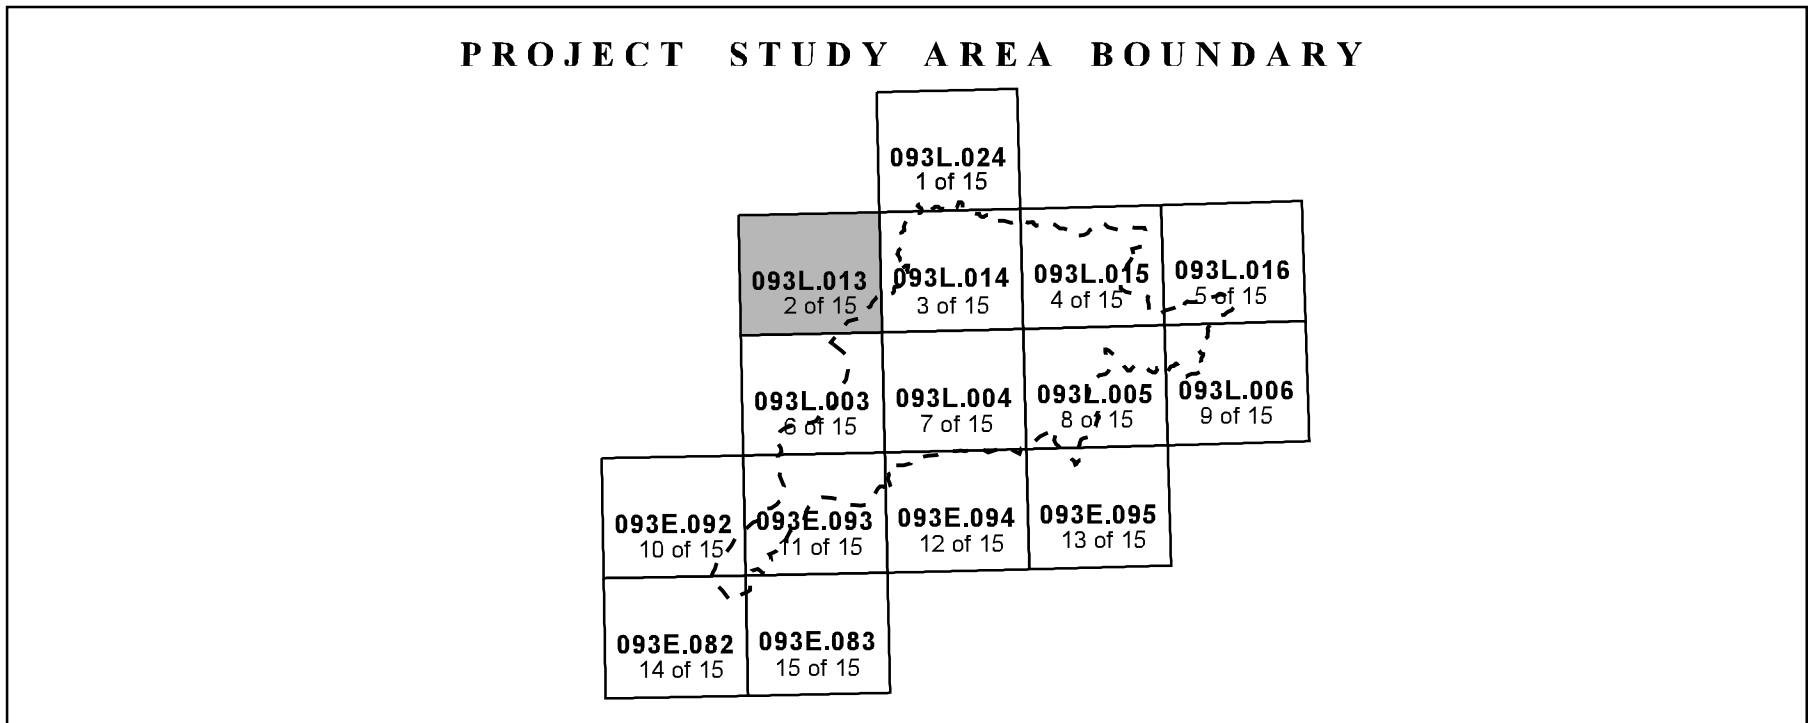 PROJECT STUDY AREA BOUNDARY
093L.024
1 of 15
093L.013
2 of 15
093L.014
3 of 15
093L.015
4 of 15
093L.016
5 of 15
093L.003
6 of 15
093L.004
7 of 15
093L.005
8 of 15
093L.006
9 of 15
093E.092
10 of 15
093E.093
11 of 15
093E.094
12 of 15
093E.095
13 of 15
093E.082
14 of 15
093E.083
15 of 15